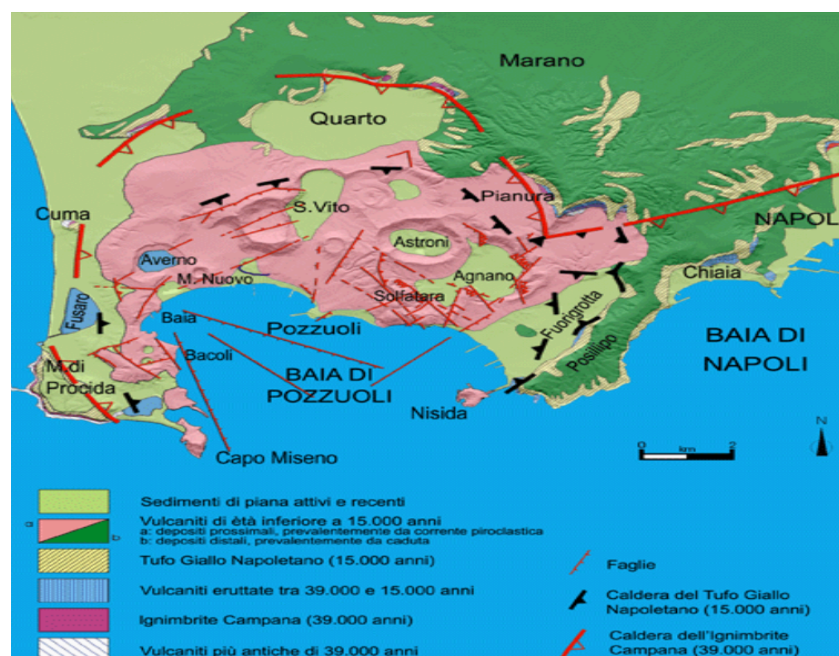 Marano
Quarto
Pianura
Cuma
S.Vito
NAPOLI
Averno
Astroni
M. Nuovo
Agnano
Chiaia
Solfatara
Fusaro
Baia
Pozzuoli
Fuorigrotta
BAIA DI
NAPOLI
Posillipo
Bacoli
BAIA DI
POZZUOLI
M.di
Procida
Nisida
Capo Miseno
0 km 2
N
Sedimenti di piana attivi e recenti
a
b
Vulcaniti di età inferiore a 15.000 anni
a: depositi prossimali, prevalentemente da corrente piroclastica
b: depositi distali, prevalentemente da caduta
Tufo Giallo Napoletano (15.000 anni)
Vulcaniti eruttate tra 39.000 e 15.000 anni
Ignimbrite Campana (39.000 anni)
Vulcaniti più antiche di 39.000 anni
Faglie
Caldera del Tufo Giallo
Napoletano (15.000 anni)
Caldera dell'Ignimbrite
Campana (39.000 anni)